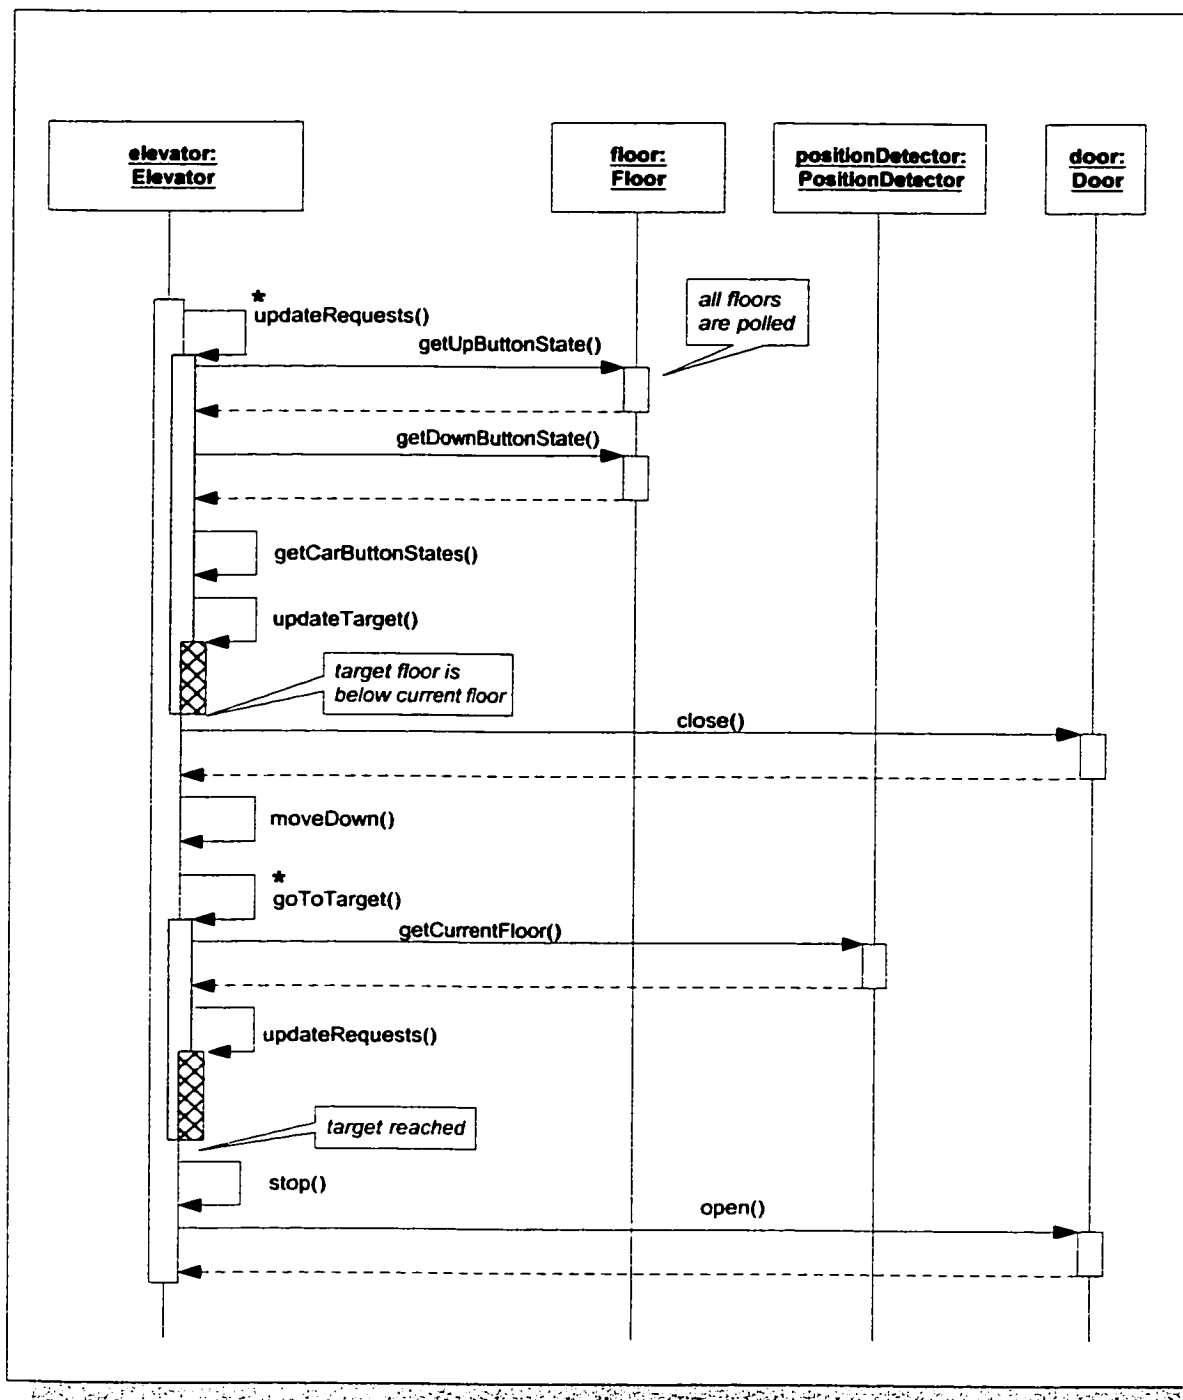 elevator:
Elevator
floor:
Floor
positionDetector:
PositionDetector
door:
Door
*
updateRequests()
all floors
are polled
getUpButtonState()
getDownButtonState()
getCarButtonStates()
updateTarget()
target floor is
below current floor
close()
moveDown()
*
goToTarget()
getCurrentFloor()
updateRequests()
target reached
stop()
open()